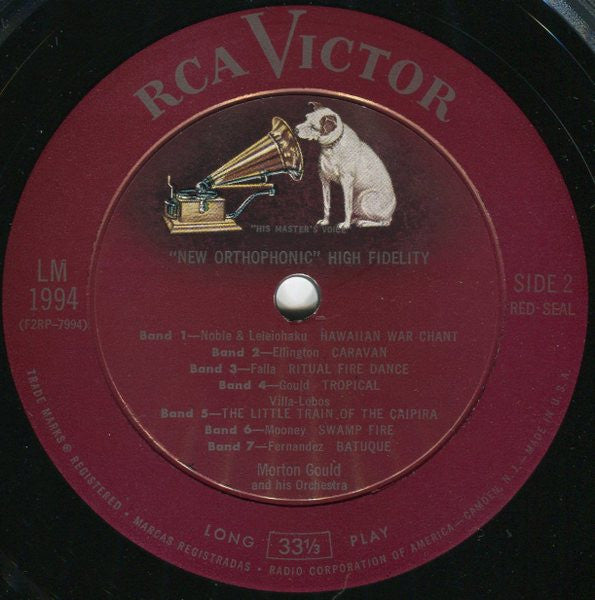 RCA VICTOR
"HIS MASTER'S VOICE"
"NEW ORTHOPHONIC" HIGH FIDELITY
LM
1994
(F2RP-7994)
SIDE 2
RED SEAL
Band 1—Noble & Leleiohaku HAWAIIAN WAR CHANT
Band 2—Ellington CARAVAN
Band 3—Falla RITUAL FIRE DANCE
Band 4—Gould TROPICAL
Villa-Lobos
Band 5—THE LITTLE TRAIN OF THE CAIPIRA
Band 6—Mooney SWAMP FIRE
Band 7—Fernandez BATUQUE
Morton Gould
and his Orchestra
LONG 33⅓ PLAY
TRADE MARKS ® REGISTERED • MARCAS REGISTRADAS • RADIO CORPORATION OF AMERICA—CAMDEN, N. J.—MADE IN U.S.A.